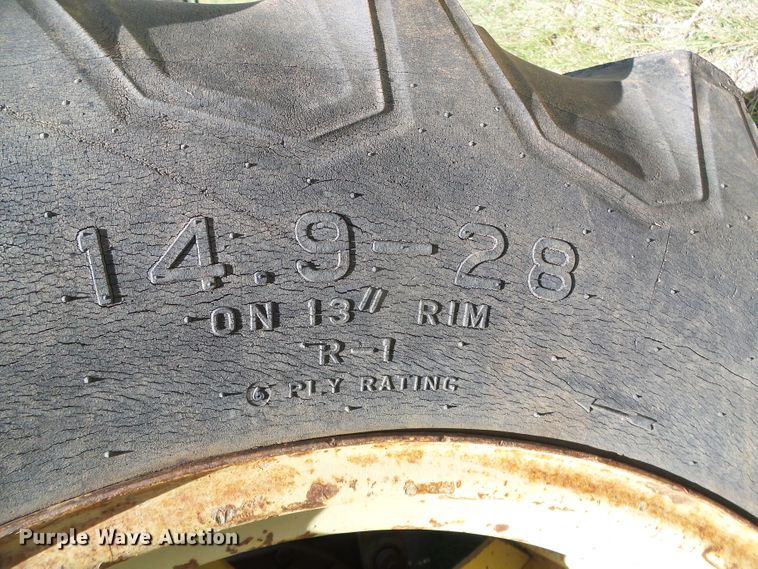 14.9-28
ON 13" RIM
R-1
6 PLY RATING
Purple Wave Auction